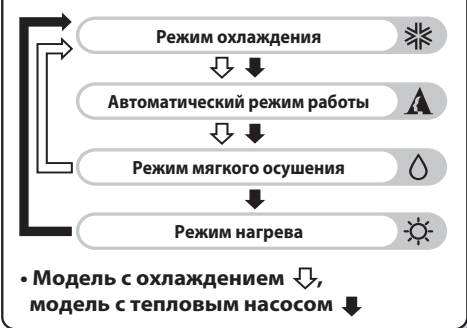 Режим охлаждения
Автоматический режим работы
Режим мягкого осушения
Режим нагрева
• Модель с охлаждением ,
модель с тепловым насосом